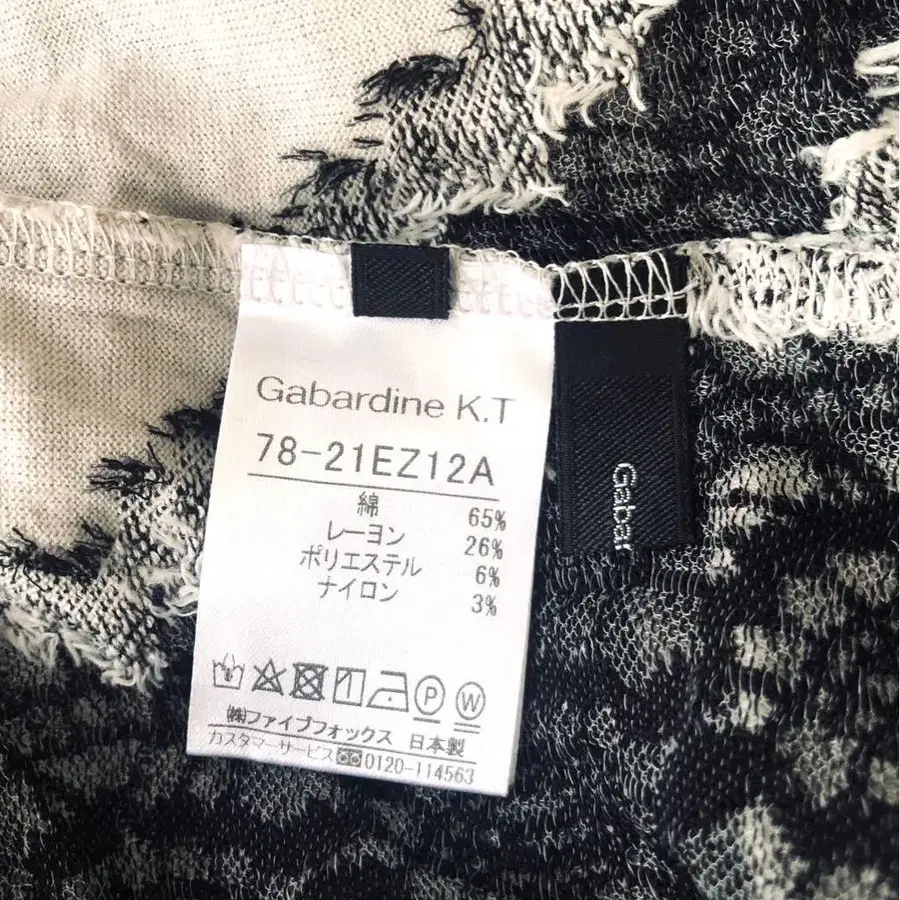 Gabardine K.T
78-21EZ12A
綿 65%
レーヨン 26%
ポリエステル 6%
ナイロン 3%
P W
㈱ファイブフォックス 日本製
カスタマーサービス 0120-114563
Gabar